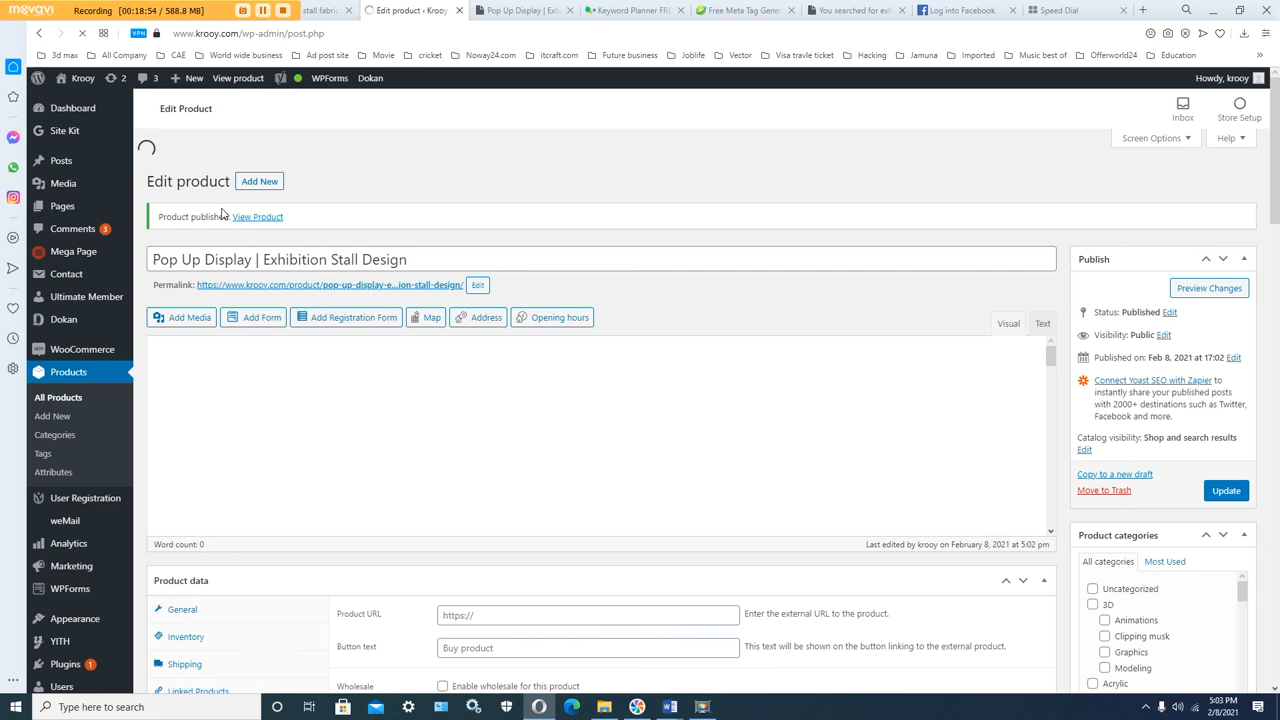 movavi Recording (00:18:54 / 588.8 MB)
stall fabric
Edit product ‹ Krooy
Pop Up Display | Exhibition
Keyword Planner FRE
Free Meta Tag Gene
You searched for exh
Log into Facebook
Speed Dial
VPN www.krooy.com/wp-admin/post.php
3d max All Company CAE World wide business Ad post site Movie cricket Noway24.com itcraft.com Future business Joblife Vector Visa travle ticket Hacking Jamuna Imported Music best of Offerworld24 Education
Krooy 2 3 New View product WPForms Dokan Howdy, krooy
Dashboard
Site Kit
Posts
Media
Pages
Comments 3
Mega Page
Contact
Ultimate Member
Dokan
WooCommerce
Products
All Products
Add New
Categories
Tags
Attributes
User Registration
weMail
Analytics
Marketing
WPForms
Appearance
YITH
Plugins 1
Users
Edit Product
Inbox
Store Setup
Screen Options
Help
Edit product Add New
Product published. View Product
Pop Up Display | Exhibition Stall Design
Permalink: https://www.krooy.com/product/pop-up-display-e...ion-stall-design/ Edit
Add Media Add Form Add Registration Form Map Address Opening hours
Visual Text
Word count: 0 Last edited by krooy on February 8, 2021 at 5:02 pm
Product data
General
Inventory
Shipping
Linked Products
Product URL https:// Enter the external URL to the product.
Button text Buy product This text will be shown on the button linking to the external product.
Wholesale Enable wholesale for this product
Publish
Preview Changes
Status: Published Edit
Visibility: Public Edit
Published on: Feb 8, 2021 at 17:02 Edit
Connect Yoast SEO with Zapier to
instantly share your published posts
with 2000+ destinations such as Twitter,
Facebook and more.
Catalog visibility: Shop and search results
Edit
Copy to a new draft
Move to Trash
Update
Product categories
All categories Most Used
Uncategorized
3D
Animations
Clipping musk
Graphics
Modeling
Acrylic
Type here to search
5:03 PM
2/8/2021